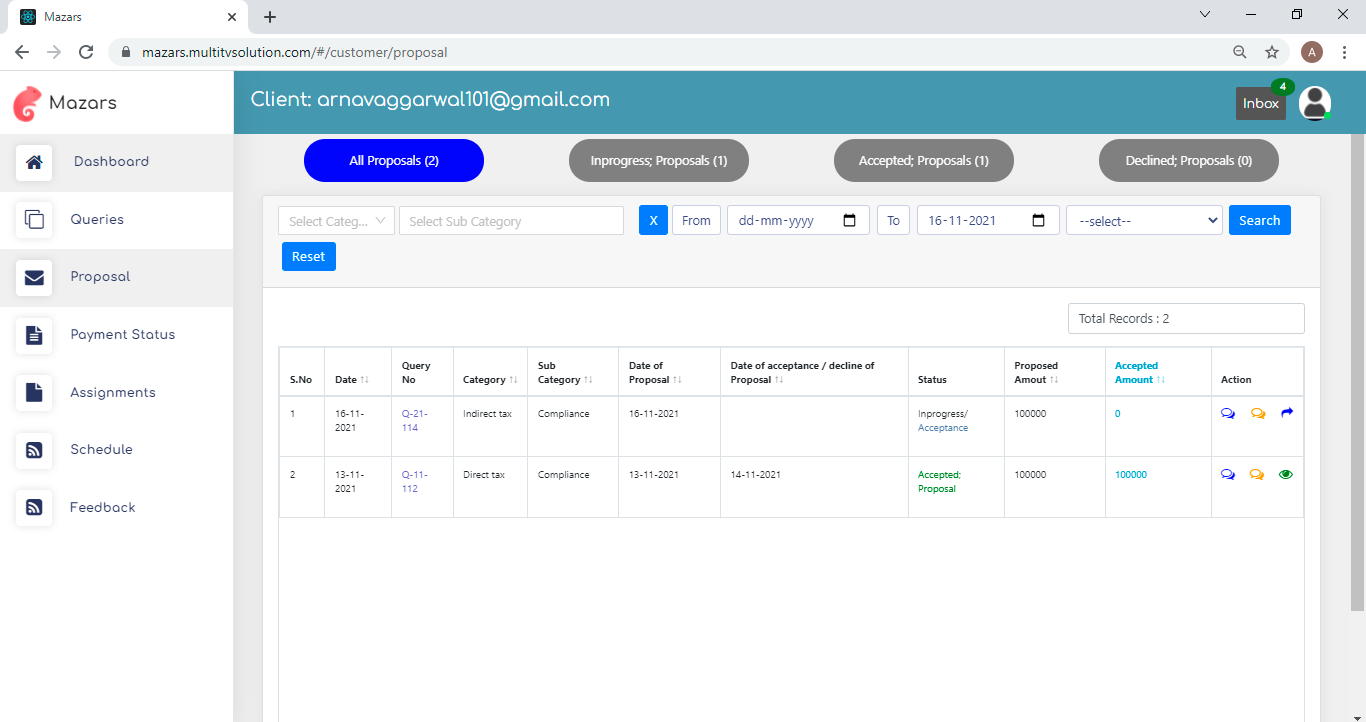 Mazars
mazars.multitvsolution.com/#/customer/proposal
A
Mazars
Client: arnavaggarwal101@gmail.com
Inbox
4
Dashboard
Queries
Proposal
Payment Status
Assignments
Schedule
Feedback
All Proposals (2)
Inprogress; Proposals (1)
Accepted; Proposals (1)
Declined; Proposals (0)
Select Categ...
Select Sub Category
X
From
dd-mm-yyyy
To
16-11-2021
--select--
Search
Reset
Total Records : 2
S.No
Date
Query
No
Category
Sub
Category
Date of
Proposal
Date of acceptance / decline of
Proposal
Status
Proposed
Amout
Accepted
Amount
Action
1
16-11-
2021
Q-21-
114
Indirect tax
Compliance
16-11-2021
Inprogress/
Acceptance
100000
0
2
13-11-
2021
Q-11-
112
Direct tax
Compliance
13-11-2021
14-11-2021
Accepted;
Proposal
100000
100000